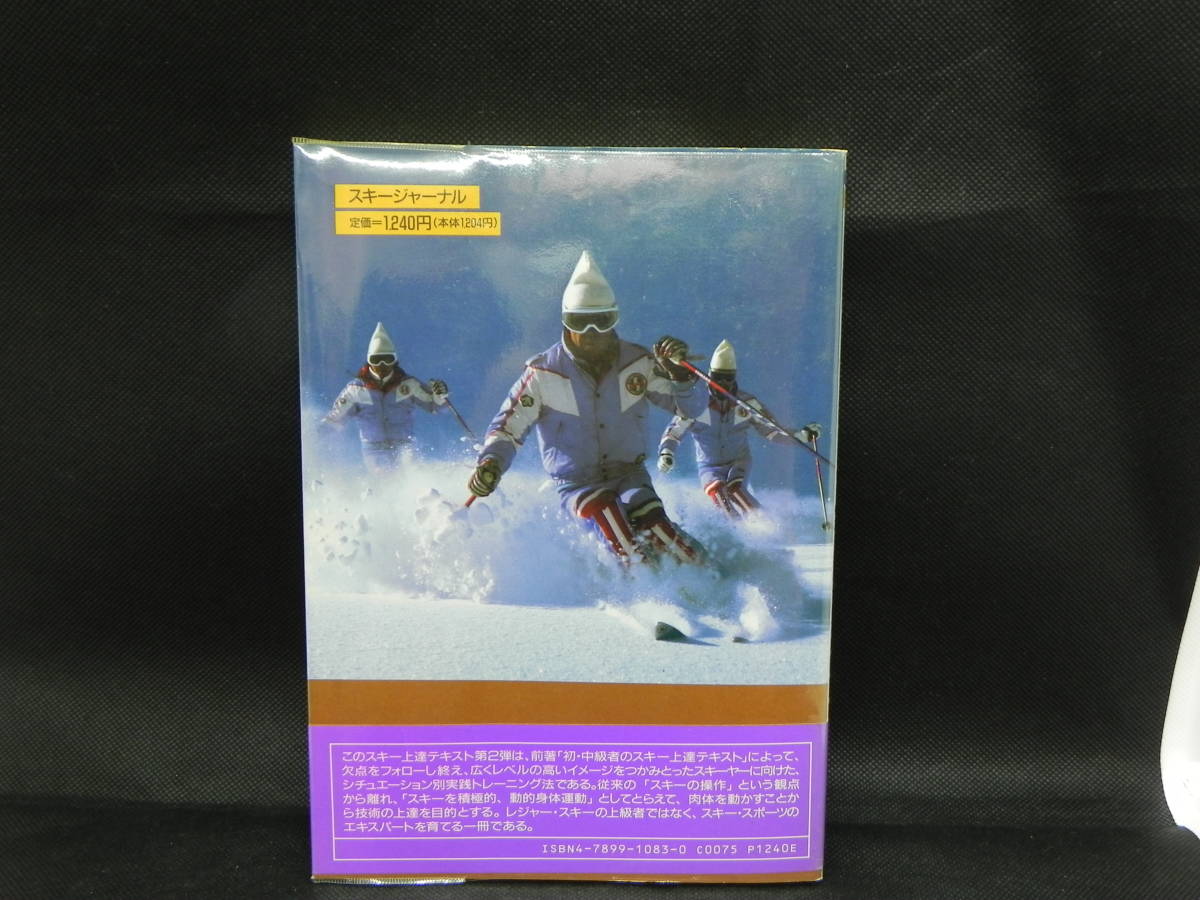 スキージャーナル
定価=1,240円(本体1,204円)
このスキー上達テキスト第2弾は、前著「初・中級者のスキー上達テキスト」によって、
欠点をフォローし終え、広くレベルの高いイメージをつかみとったスキーヤーに向けた、
シチュエーション別実践トレーニング法である。従来の「スキーの操作」という観点
から離れ、「スキーを積極的、動的身体運動」としてとらえて、肉体を動かすことか
ら技術の上達を目的とする。レジャー・スキーの上級者ではなく、スキー・スポーツの
エキスパートを育てる一冊である。
ISBN4-7899-1083-0 C0075 P1240E